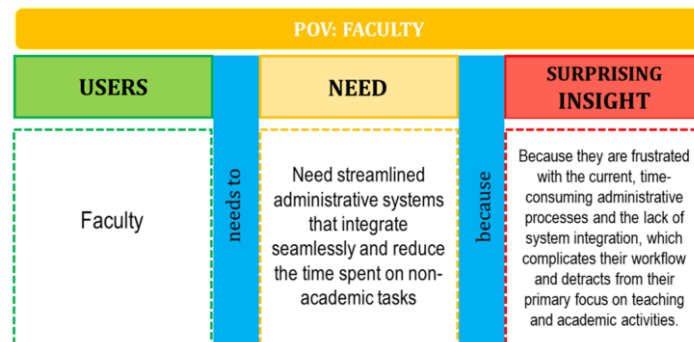 POV: FACULTY
USERS
Faculty
needs to
NEED
Need streamlined
administrative systems
that integrate
seamlessly and reduce
the time spent on non-
academic tasks
because
SURPRISING
INSIGHT
Because they are frustrated
with the current, time-
consuming administrative
processes and the lack of
system integration, which
complicates their workflow
and detracts from their
primary focus on teaching
and academic activities.